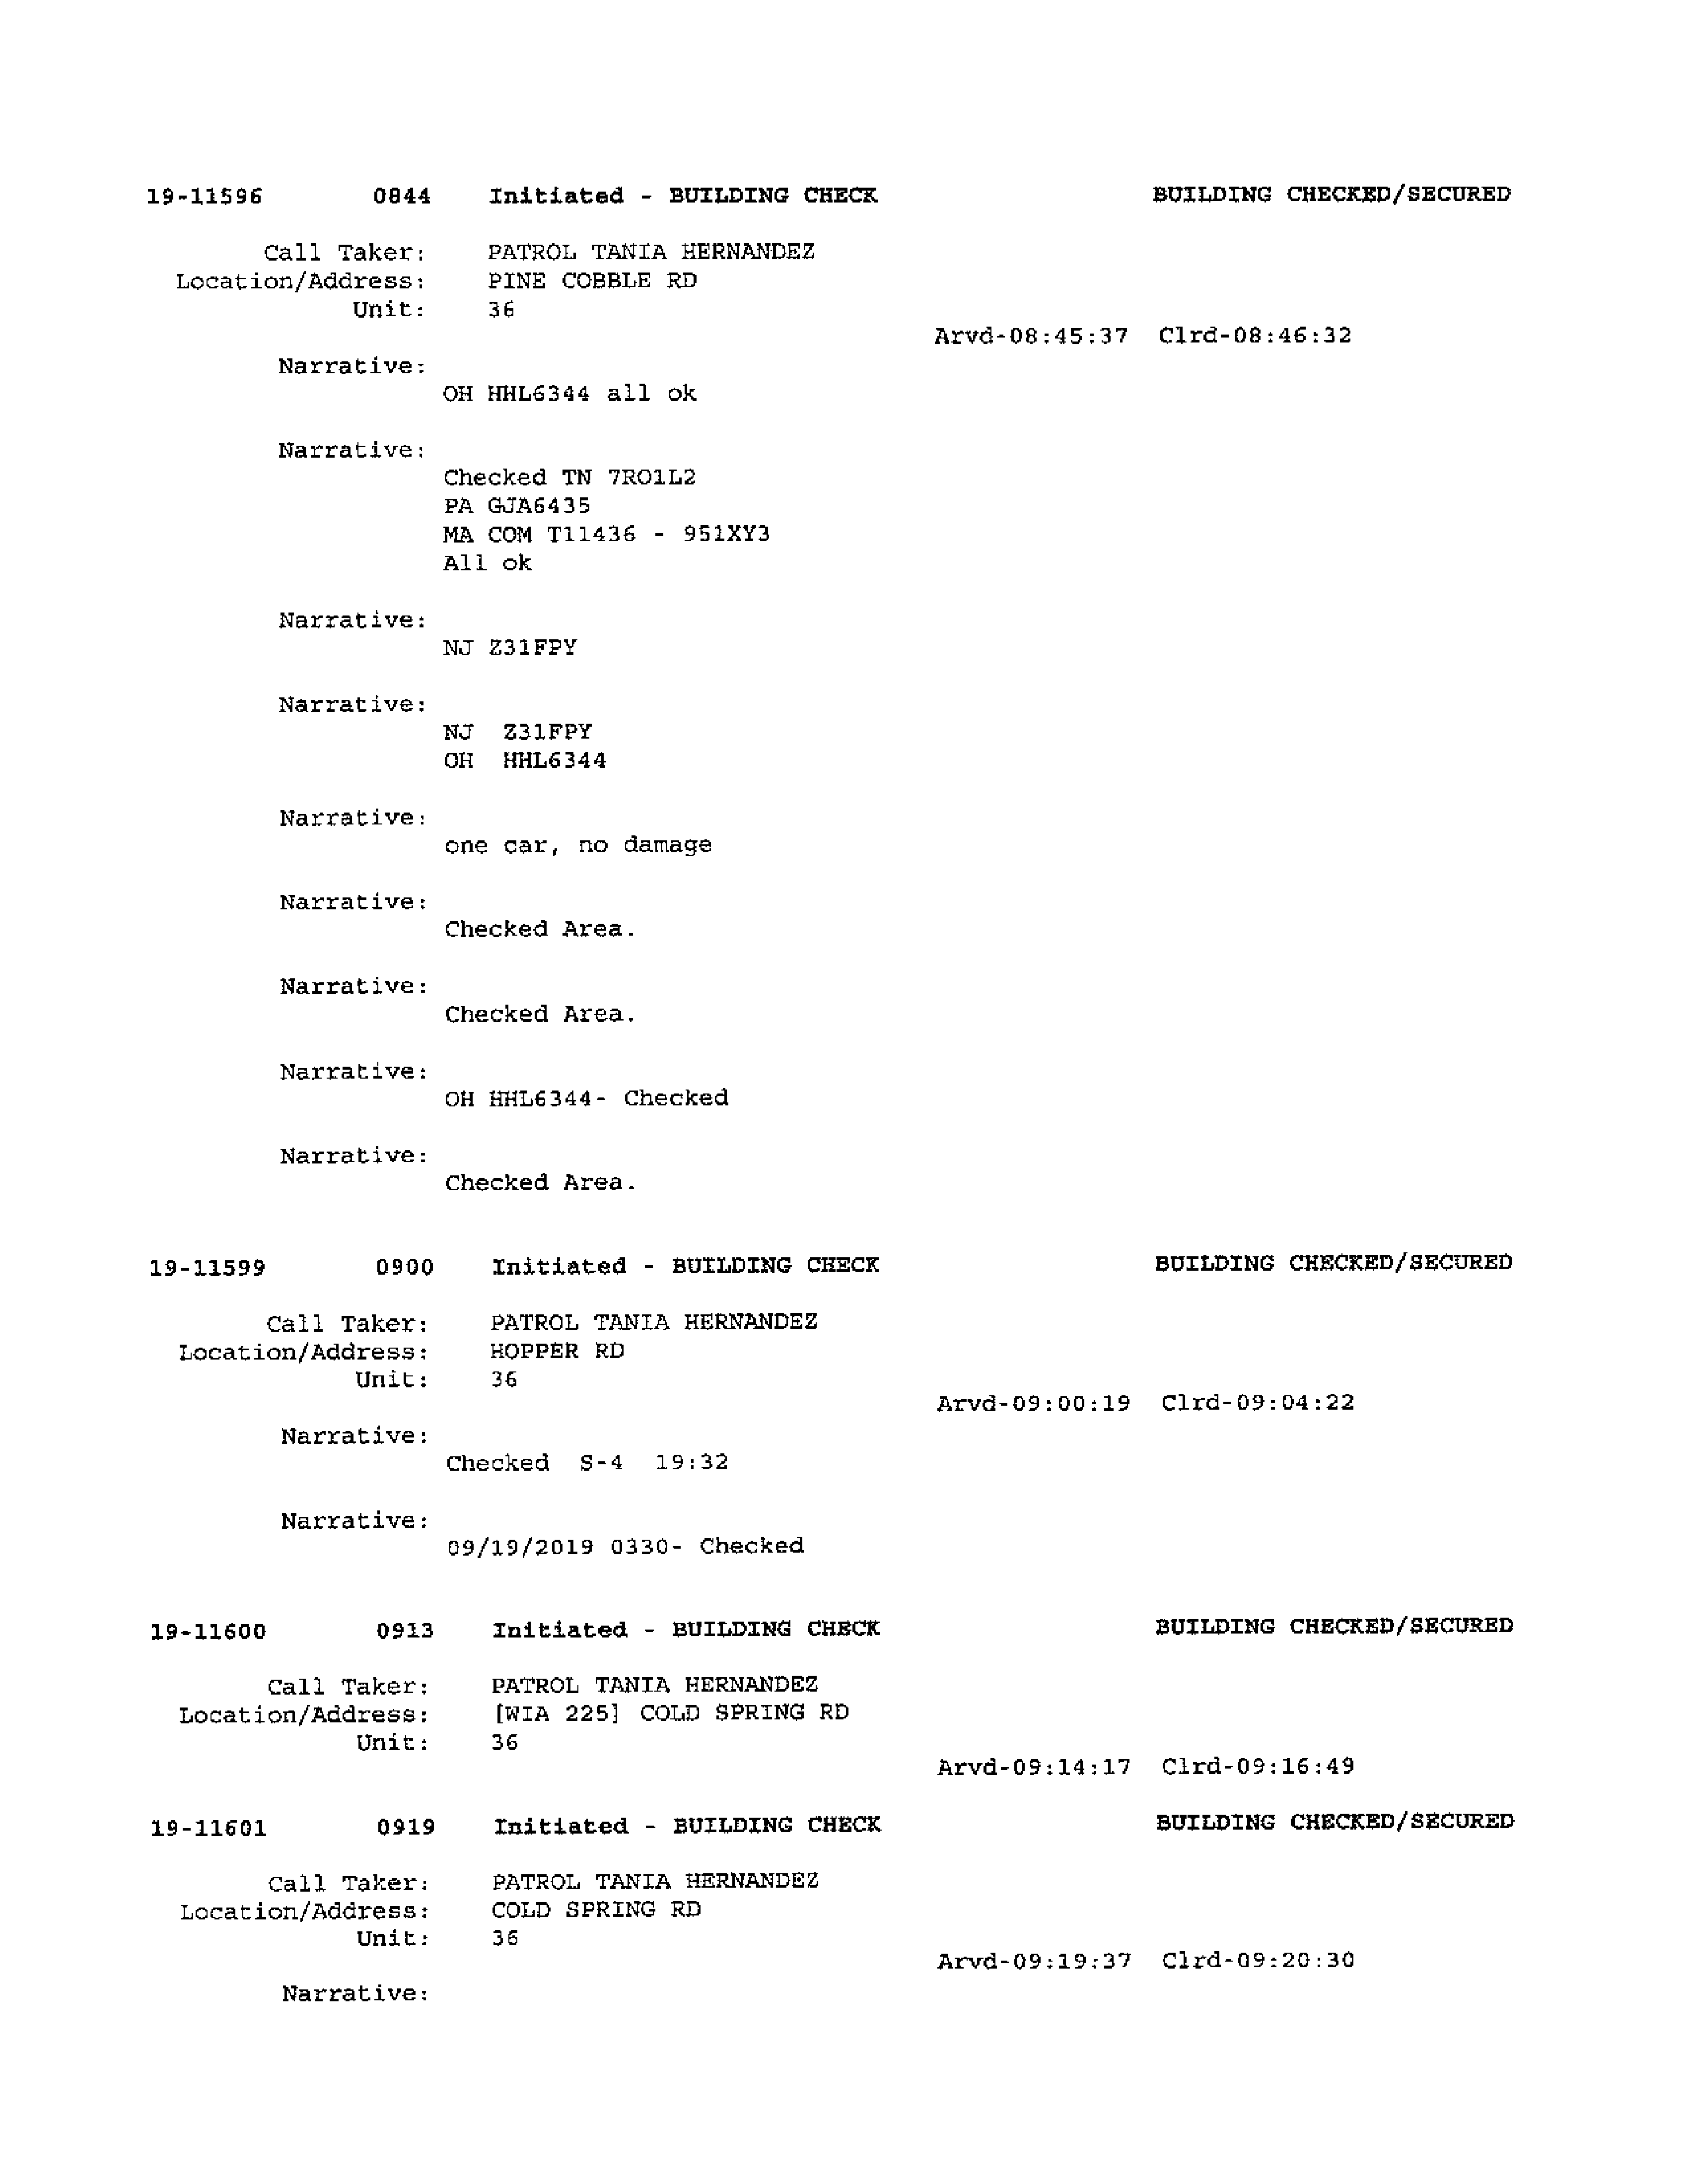 19-11596 0844 Initiated - BUILDING CHECK BUILDING CHECKED/SECURED
Call Taker: PATROL TANIA HERNANDEZ
Location/Address: PINE COBBLE RD
Unit: 36
Arvd-08:45:37 Clrd-08:46:32
Narrative:
OH HHL6344 all ok
Narrative:
Checked TN 7RO1L2
PA GJA6435
MA COM T11436 - 951XY3
All ok
Narrative:
NJ Z31FPY
Narrative:
NJ Z31FPY
OH HHL6344
Narrative:
one car, no damage
Narrative:
Checked Area.
Narrative:
Checked Area.
Narrative:
OH HHL6344- Checked
Narrative:
Checked Area.
19-11599 0900 Initiated - BUILDING CHECK BUILDING CHECKED/SECURED
Call Taker: PATROL TANIA HERNANDEZ
Location/Address: HOPPER RD
Unit: 36
Arvd-09:00:19 Clrd-09:04:22
Narrative:
Checked S-4 19:32
Narrative:
09/19/2019 0330- Checked
19-11600 0913 Initiated - BUILDING CHECK BUILDING CHECKED/SECURED
Call Taker: PATROL TANIA HERNANDEZ
Location/Address: [WIA 225] COLD SPRING RD
Unit: 36
Arvd-09:14:17 Clrd-09:16:49
19-11601 0919 Initiated - BUILDING CHECK BUILDING CHECKED/SECURED
Call Taker: PATROL TANIA HERNANDEZ
Location/Address: COLD SPRING RD
Unit: 36
Arvd-09:19:37 Clrd-09:20:30
Narrative: